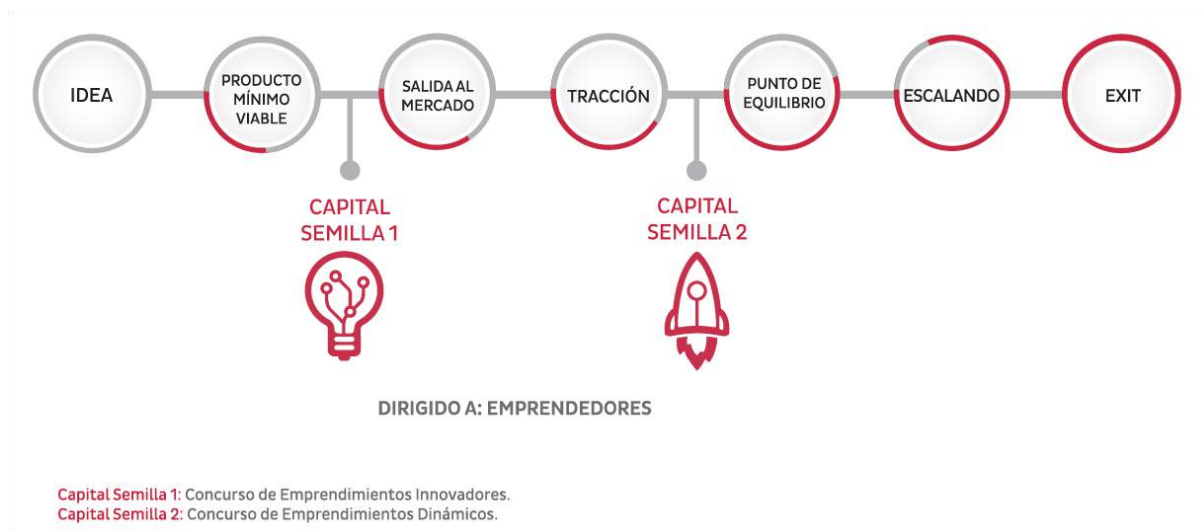 IDEA
PRODUCTO
MÍNIMO
VIABLE
SALIDA AL
MERCADO
TRACCIÓN
PUNTO DE
EQUILIBRIO
ESCALANDO
EXIT
CAPITAL
SEMILLA 1
CAPITAL
SEMILLA 2
DIRIGIDO A: EMPRENDEDORES
Capital Semilla 1: Concurso de Emprendimientos Innovadores.
Capital Semilla 2: Concurso de Emprendimientos Dinámicos.